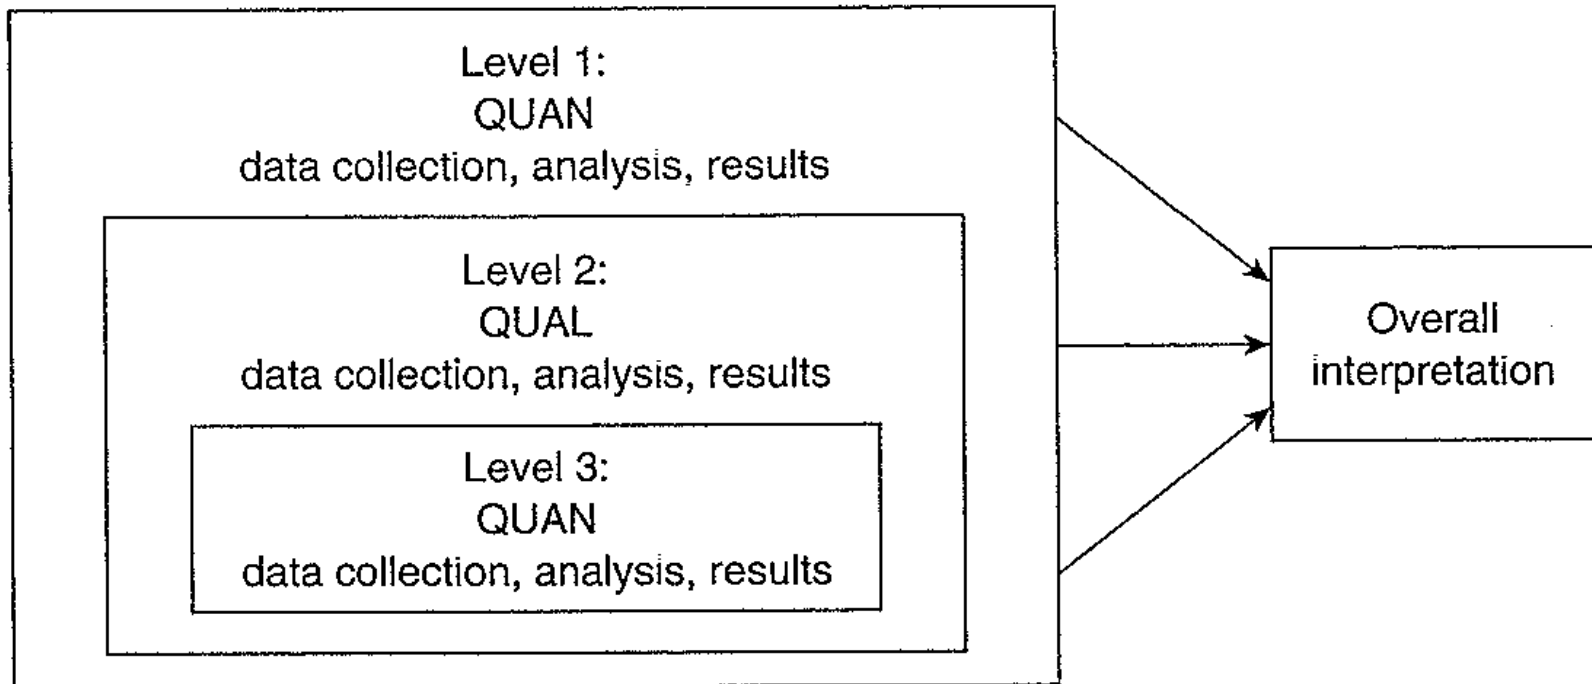 Level 1:
QUAN
data collection, analysis, results
Level 2:
QUAL
data collection, analysis, results
Level 3:
QUAN
data collection, analysis, results
Overall
interpretation